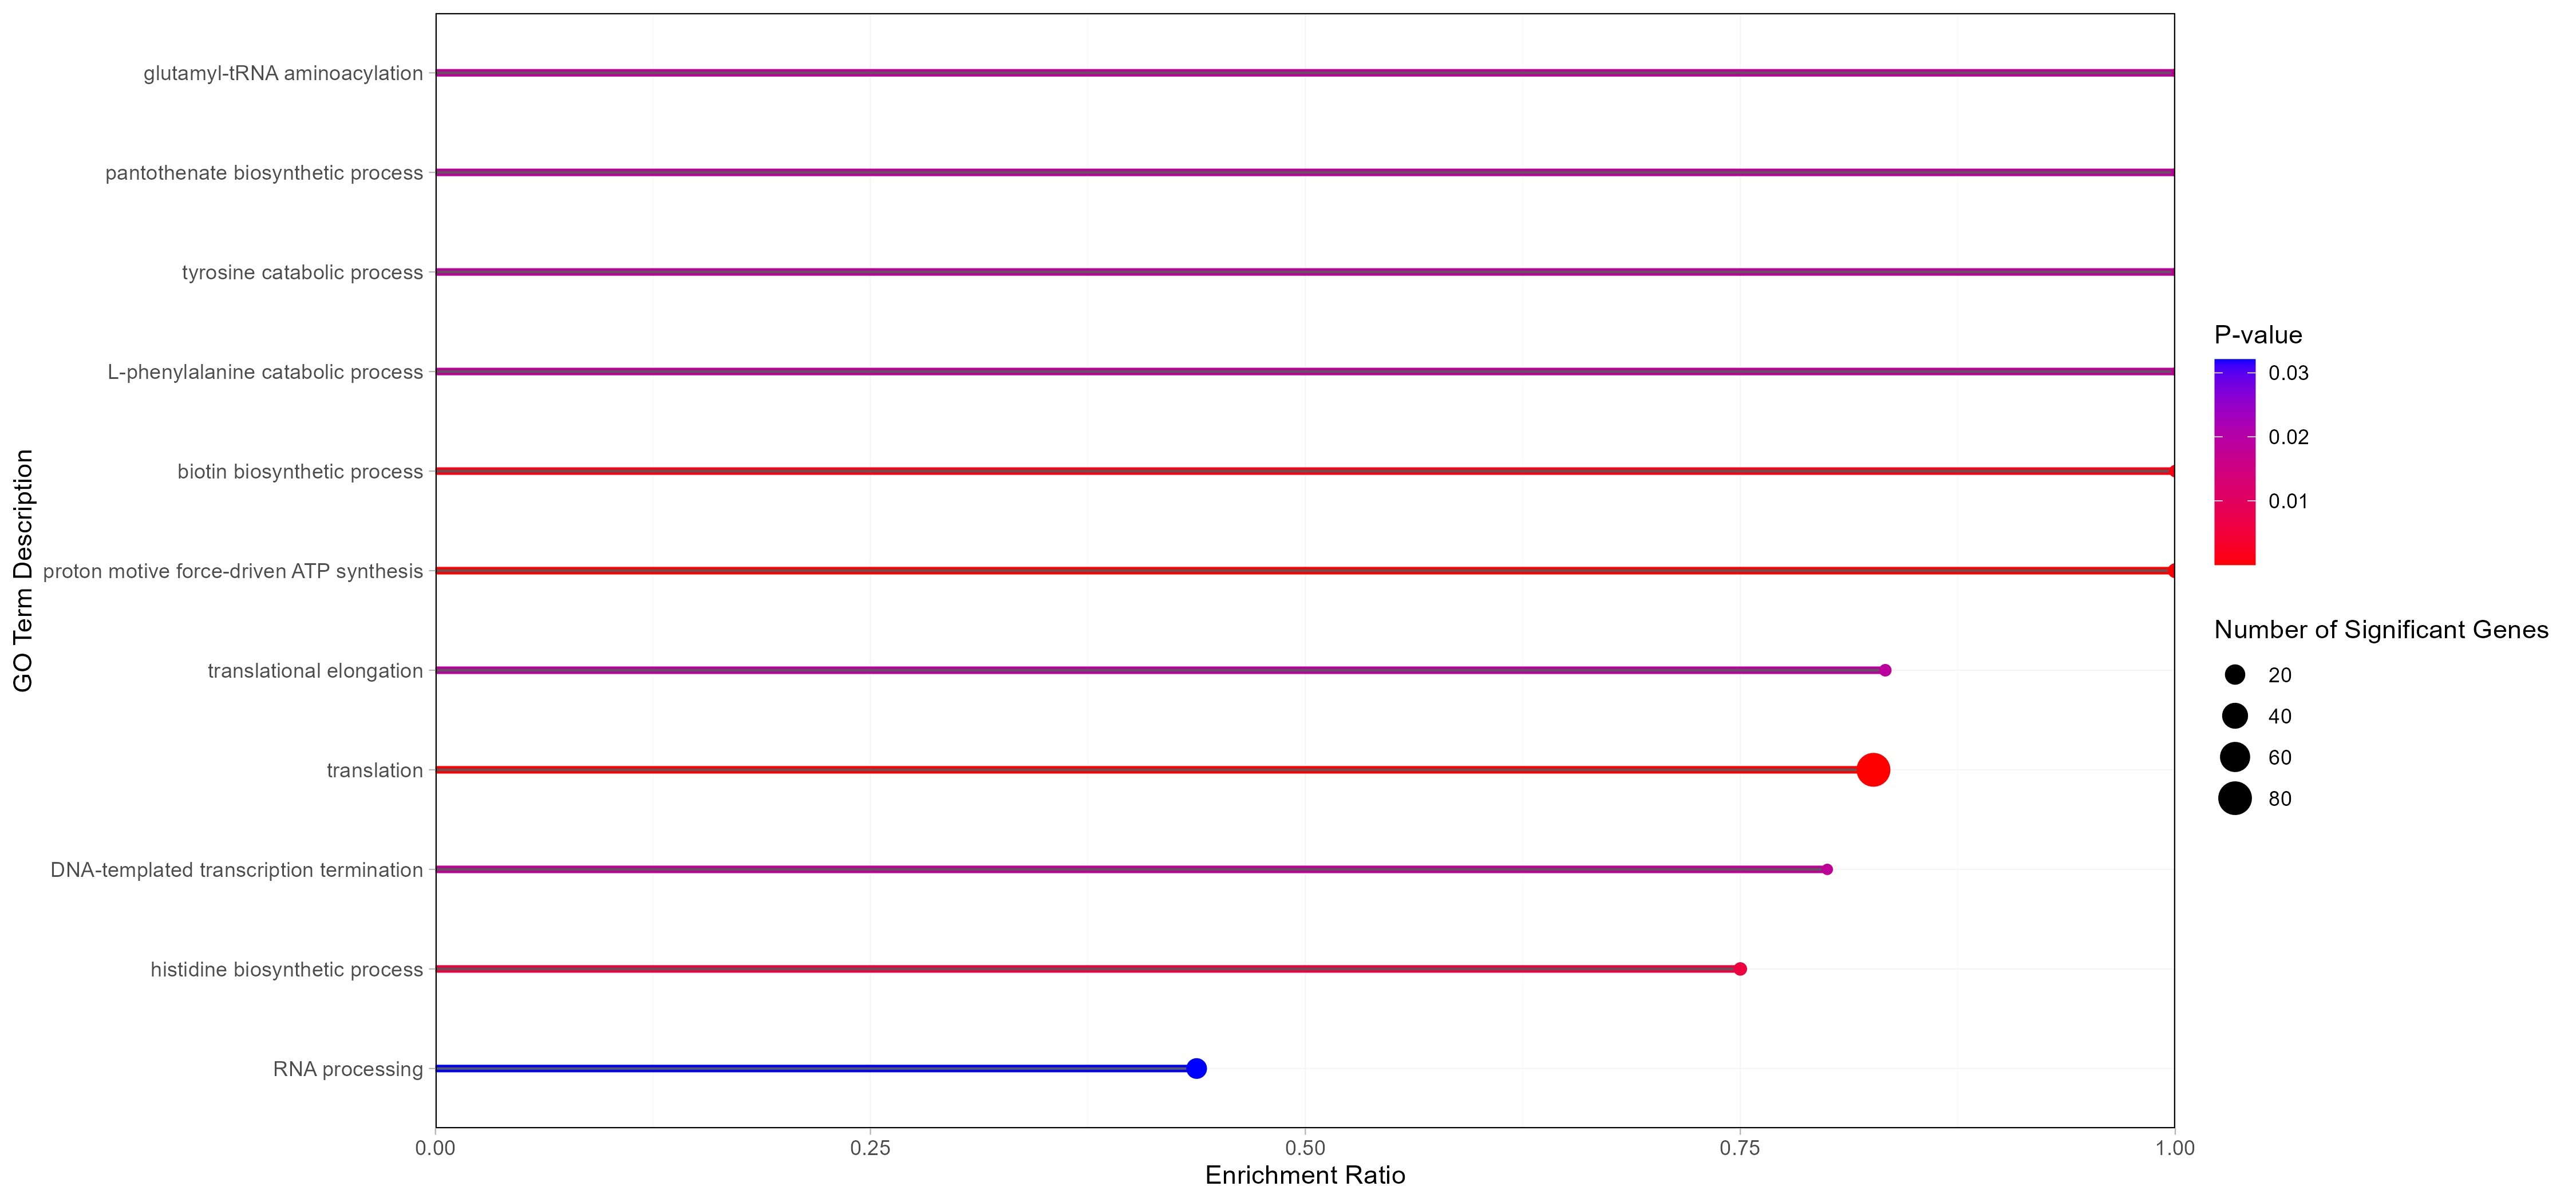 glutamyl-tRNA aminoacylation
pantothenate biosynthetic process
tyrosine catabolic process
L-phenylalanine catabolic process
biotin biosynthetic process
proton motive force-driven ATP synthesis
translational elongation
translation
DNA-templated transcription termination
histidine biosynthetic process
RNA processing
GO Term Description
0.00 0.25 0.50 0.75 1.00
Enrichment Ratio
P-value
0.03
0.02
0.01
Number of Significant Genes
20
40
60
80